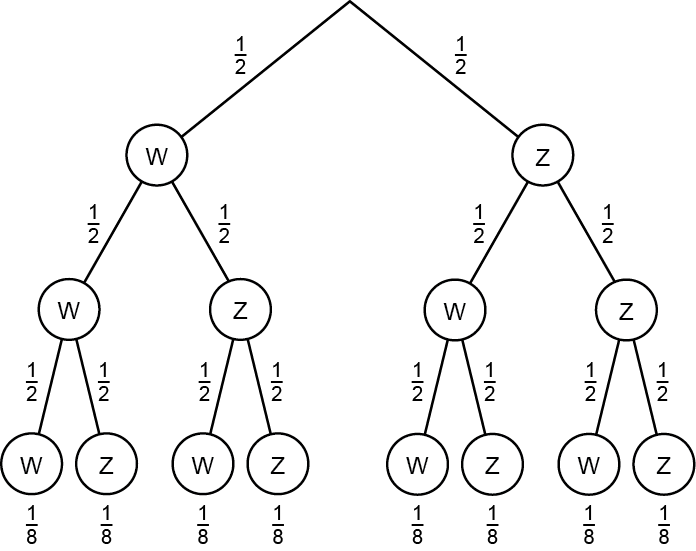 1/2 1/2
W Z
1/2 1/2 1/2 1/2
W Z W Z
1/2 1/2 1/2 1/2 1/2 1/2 1/2 1/2
W Z W Z W Z W Z
1/8 1/8 1/8 1/8 1/8 1/8 1/8 1/8